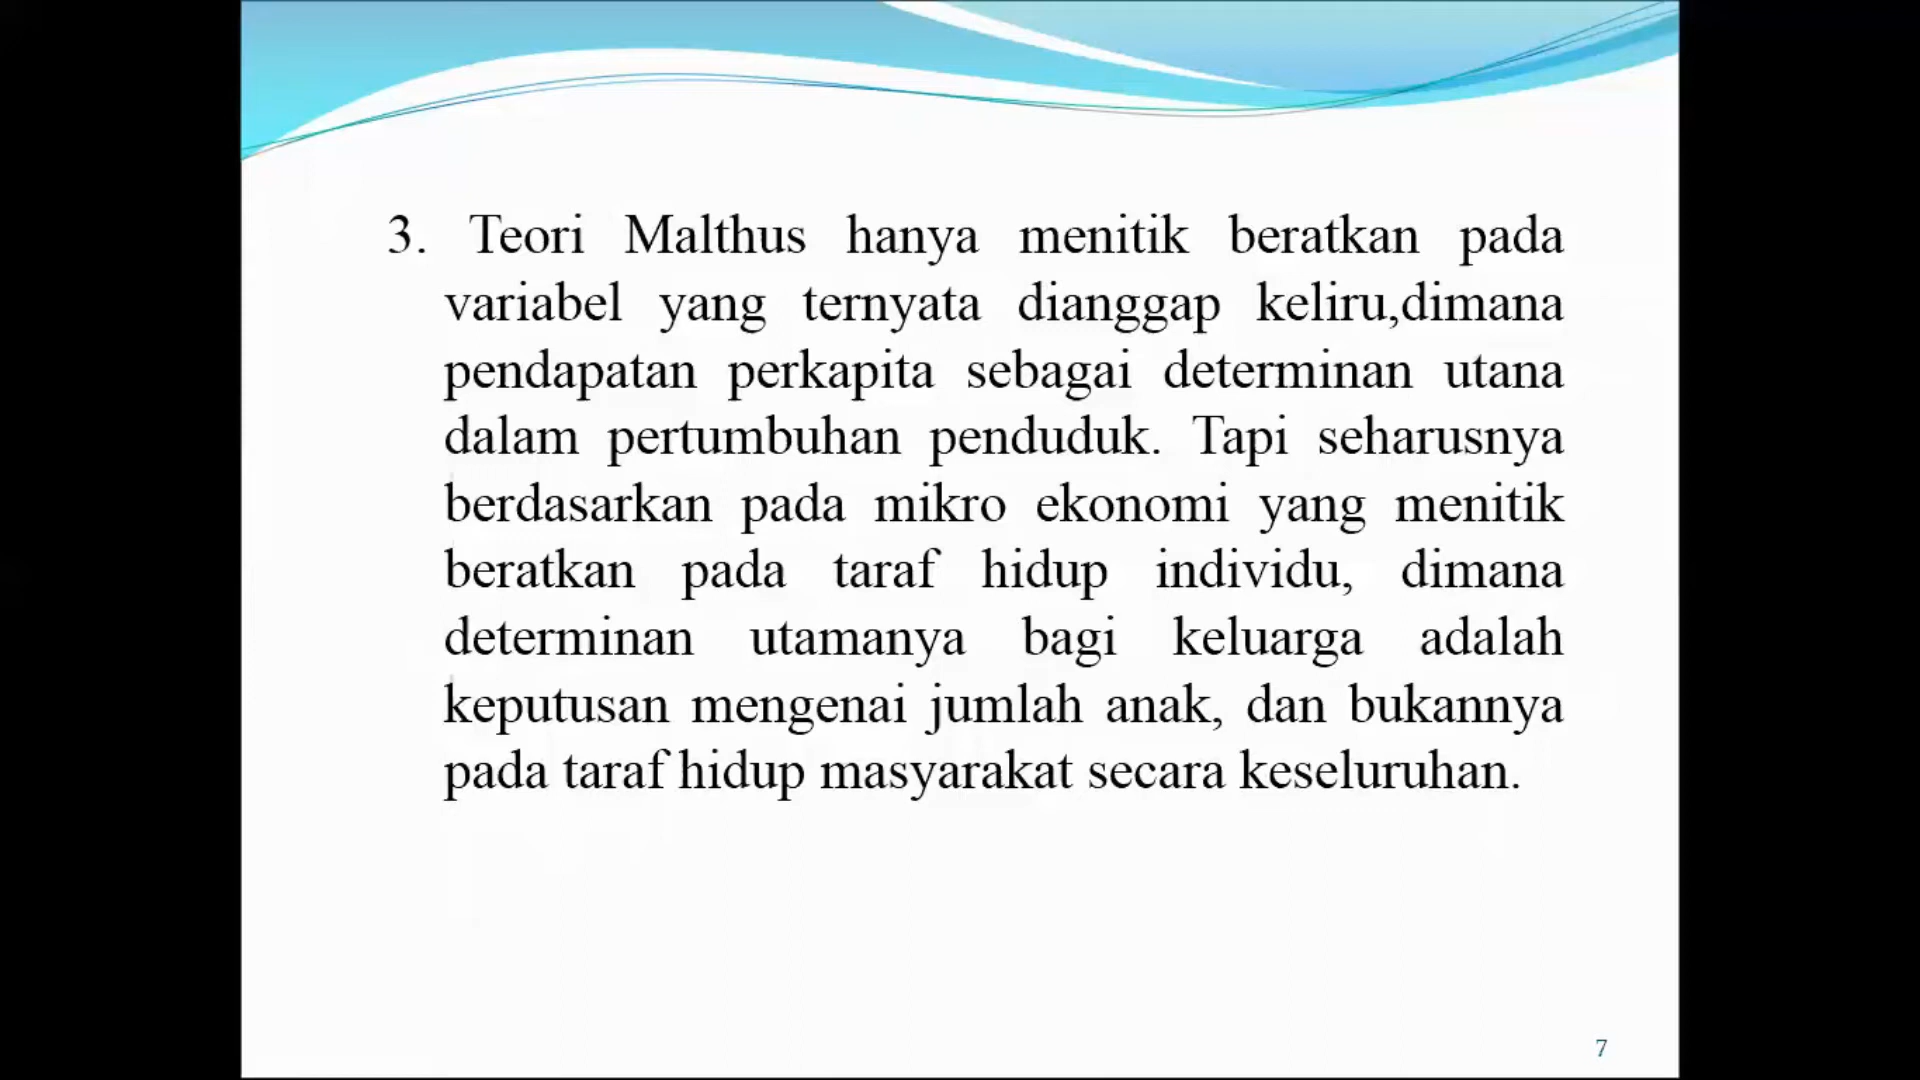 3. Teori Malthus hanya menitik beratkan pada
variabel yang ternyata dianggap keliru,dimana
pendapatan perkapita sebagai determinan utana
dalam pertumbuhan penduduk. Tapi seharusnya
berdasarkan pada mikro ekonomi yang menitik
beratkan pada taraf hidup individu, dimana
determinan utamanya bagi keluarga adalah
keputusan mengenai jumlah anak, dan bukannya
pada taraf hidup masyarakat secara keseluruhan.
7